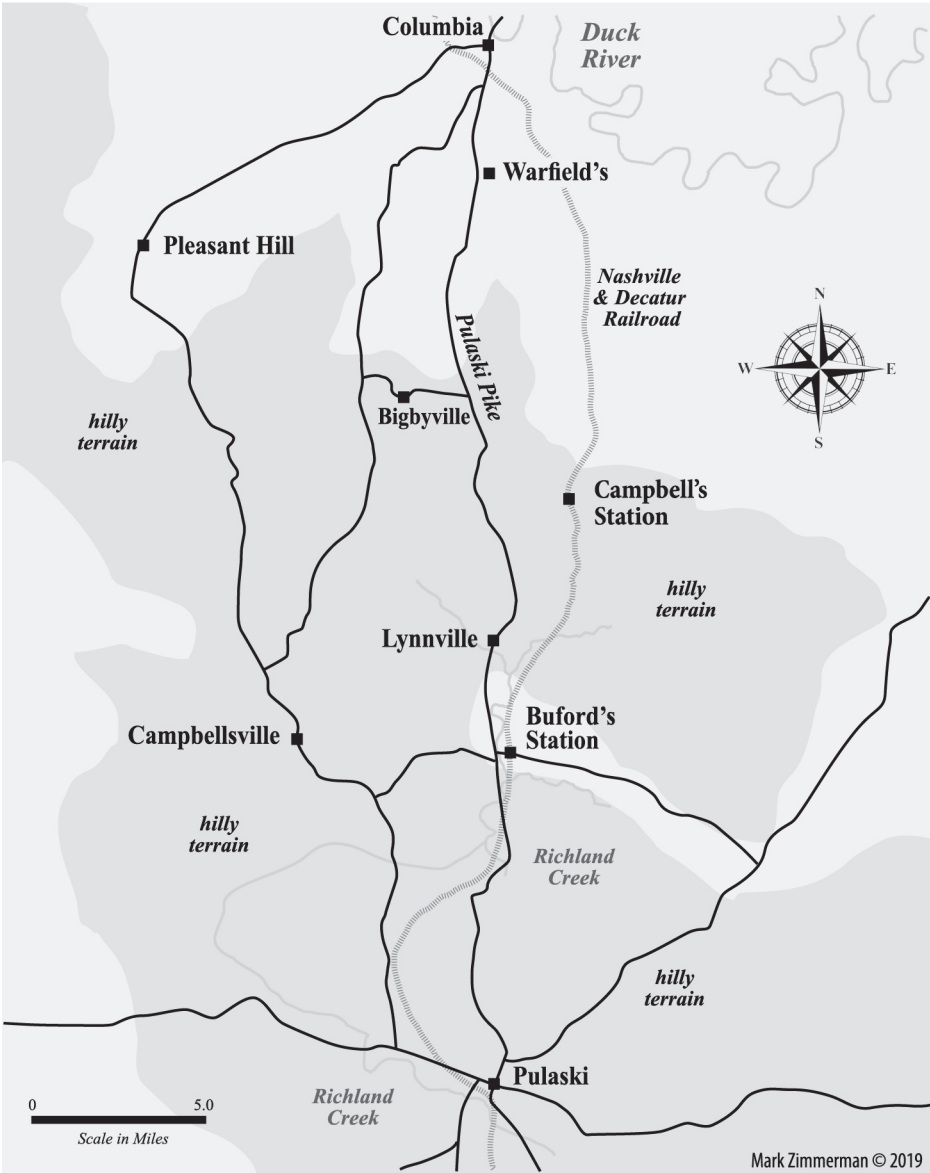 Columbia
Duck
River
Warfield's
Pleasant Hill
Nashville
& Decatur
Railroad
N
W
E
S
Pulaski Pike
hilly
terrain
Bigbyville
Campbell's
Station
hilly
terrain
Lynnville
Buford's
Station
Campbellsville
hilly
terrain
Richland
Creek
hilly
terrain
Pulaski
Richland
Creek
0
5.0
Scale in Miles
Mark Zimmerman © 2019